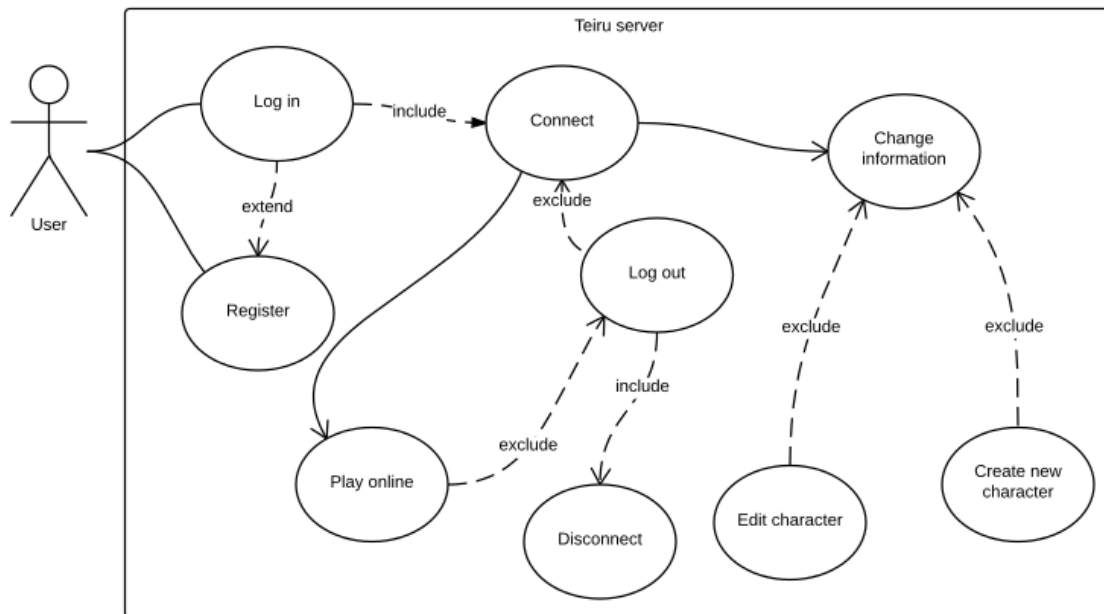 Teiru server
Log in
include
Connect
Change
information
User
extend
exclude
Log out
Register
exclude
exclude
include
exclude
Play online
Disconnect
Edit character
Create new
character